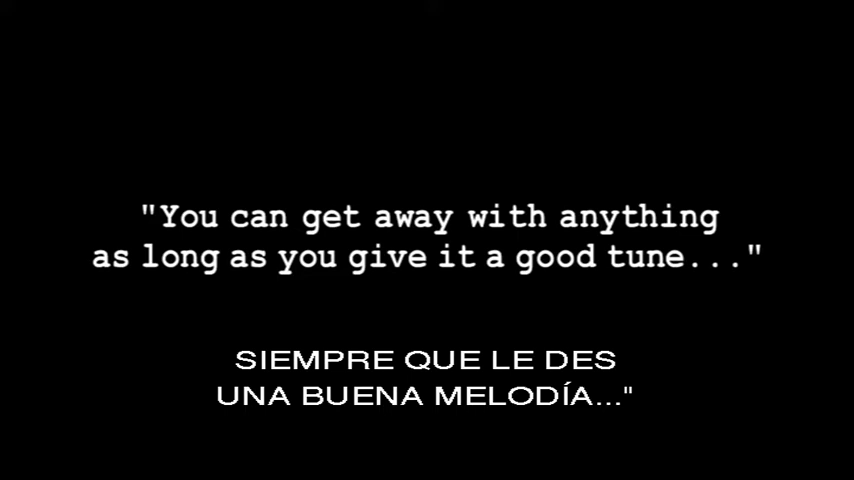 "You can get away with anything
as long as you give it a good tune..."
SIEMPRE QUE LE DES
UNA BUENA MELODÍA..."